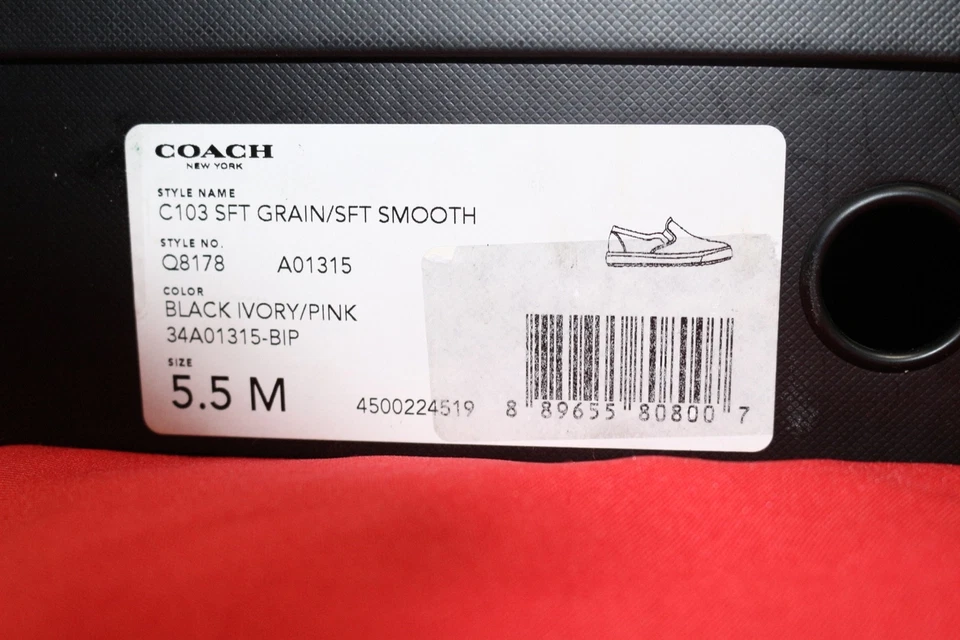 COACH
NEW YORK
STYLE NAME
C103 SFT GRAIN/SFT SMOOTH
STYLE NO.
Q8178 A01315
COLOR
BLACK IVORY/PINK
34A01315-BIP
SIZE
5.5 M
4500224519
8 89655 80800 7